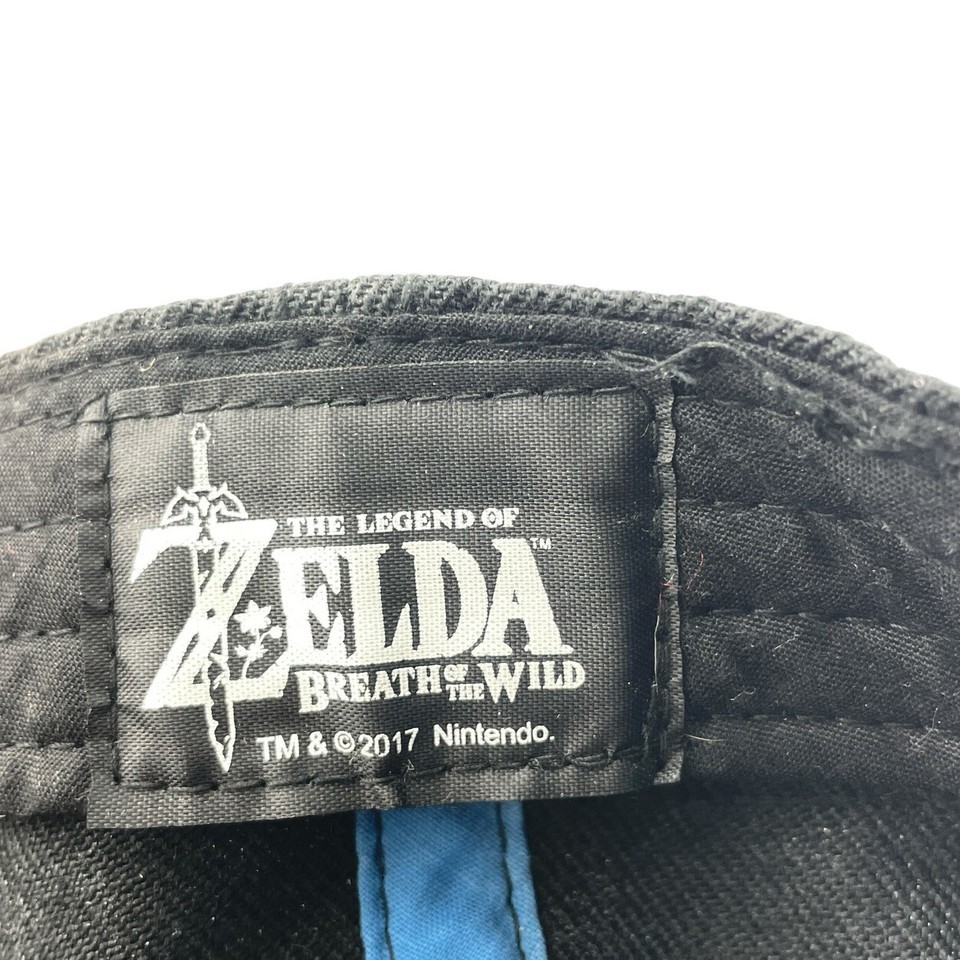 THE LEGEND OF
ZELDA™
BREATH OF THE WILD
TM & ©2017 Nintendo.